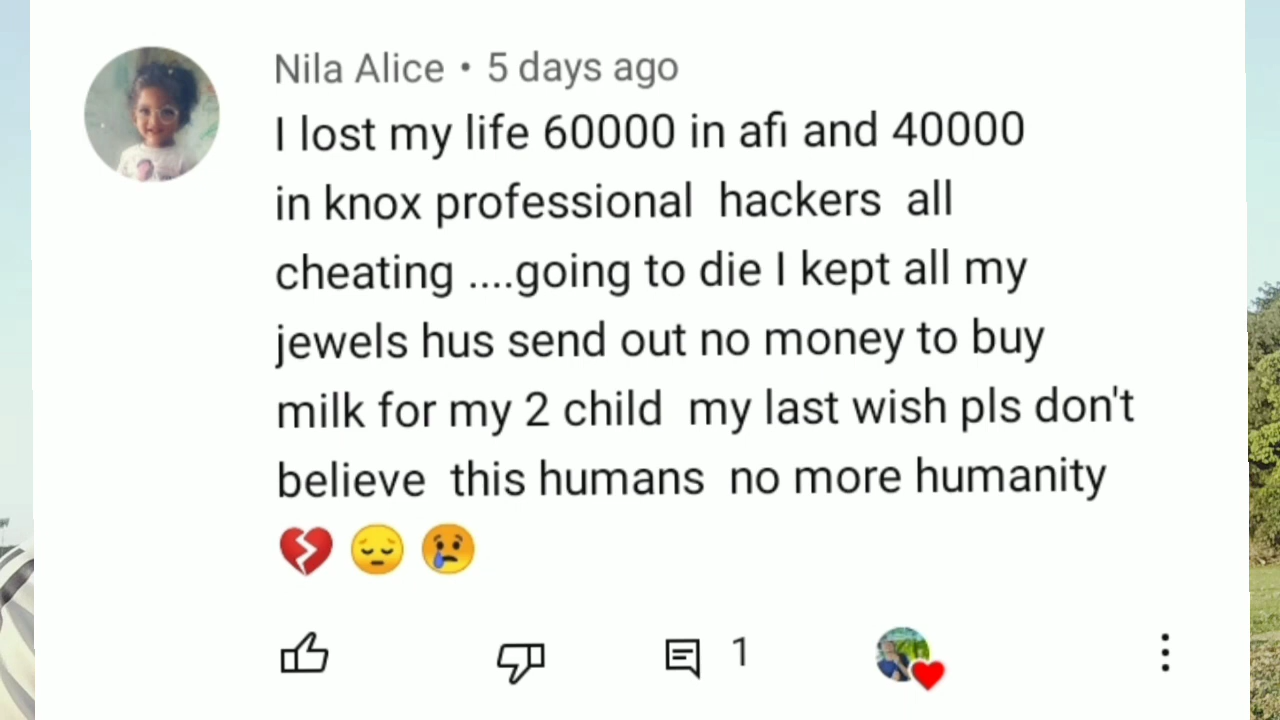 Nila Alice • 5 days ago
I lost my life 60000 in afi and 40000
in knox professional hackers all
cheating ....going to die I kept all my
jewels hus send out no money to buy
milk for my 2 child my last wish pls don't
believe this humans no more humanity
💔 😔 😢
1